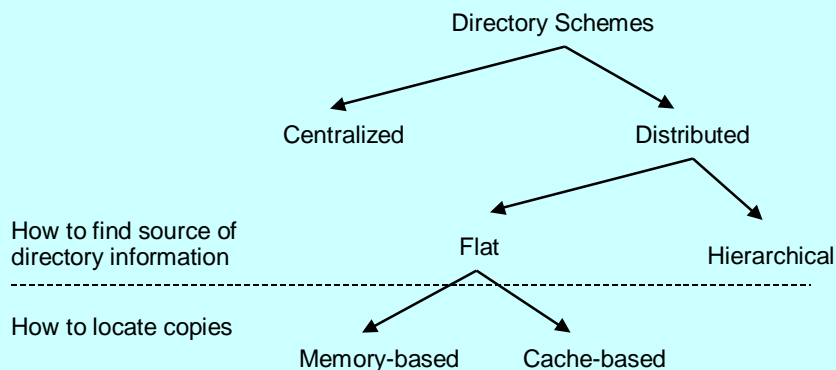 Directory Schemes
Centralized
Distributed
How to find source of
directory information
Flat
Hierarchical
How to locate copies
Memory-based
Cache-based